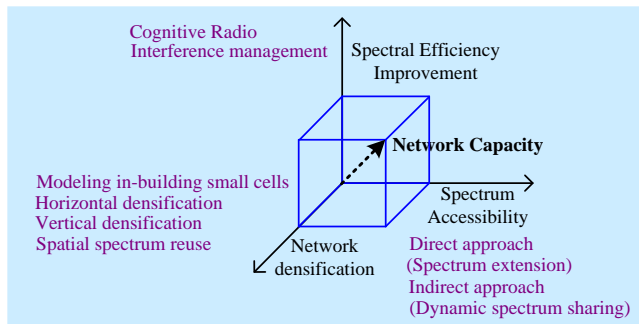 Cognitive Radio
Interference management
Spectral Efficiency
Improvement
Network Capacity
Modeling in-building small cells
Horizontal densification
Vertical densification
Spatial spectrum reuse
Spectrum
Accessibility
Network
densification
Direct approach
(Spectrum extension)
Indirect approach
(Dynamic spectrum sharing)